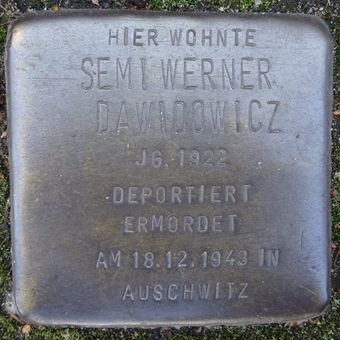 HIER WOHNTE
SEMI WERNER
DAWIDOWICZ
JG. 1922
DEPORTIERT
ERMORDET
AM 18.12.1943 IN
AUSCHWITZ